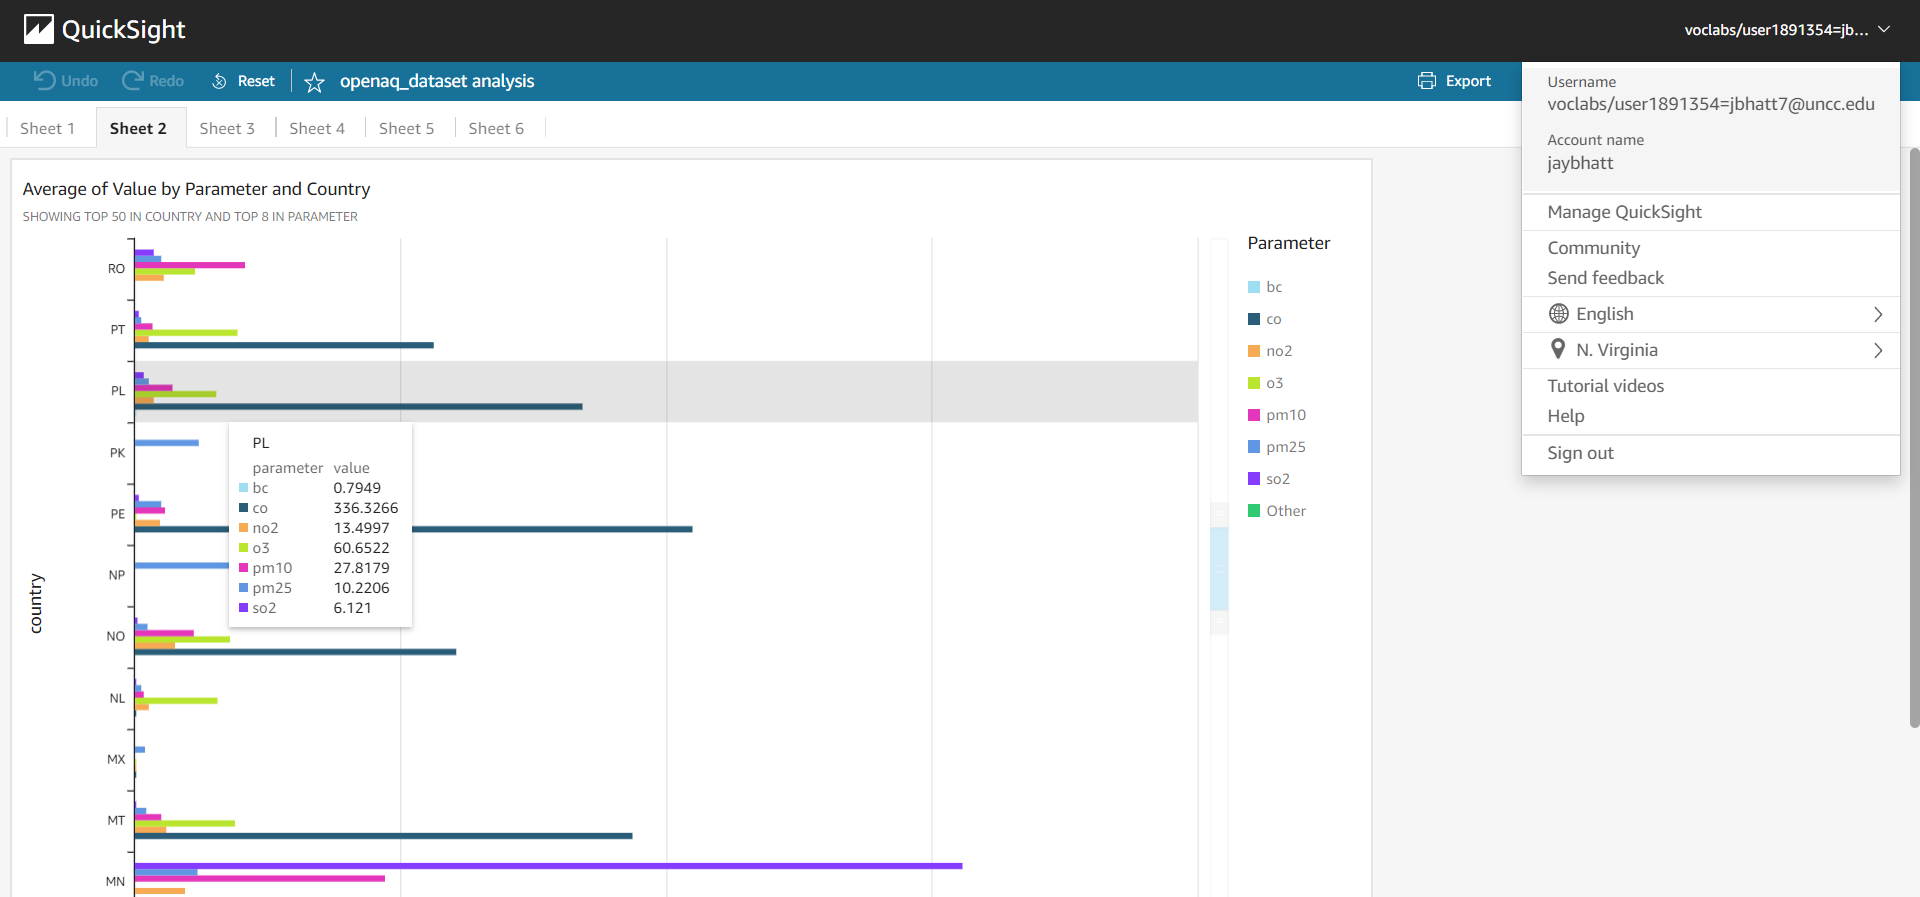 QuickSight
voclabs/user1891354=jb...
Undo
Redo
Reset
openaq_dataset analysis
Export
Sheet 1
Sheet 2
Sheet 3
Sheet 4
Sheet 5
Sheet 6
Username
voclabs/user1891354=jbhatt7@uncc.edu
Account name
jaybhatt
Manage QuickSight
Community
Send feedback
English
N. Virginia
Tutorial videos
Help
Sign out
Average of Value by Parameter and Country
SHOWING TOP 50 IN COUNTRY AND TOP 8 IN PARAMETER
country
RO
PT
PL
PK
PE
NP
NO
NL
MX
MT
MN
PL
parameter value
bc 0.7949
co 336.3266
no2 13.4997
o3 60.6522
pm10 27.8179
pm25 10.2206
so2 6.121
Parameter
bc
co
no2
o3
pm10
pm25
so2
Other